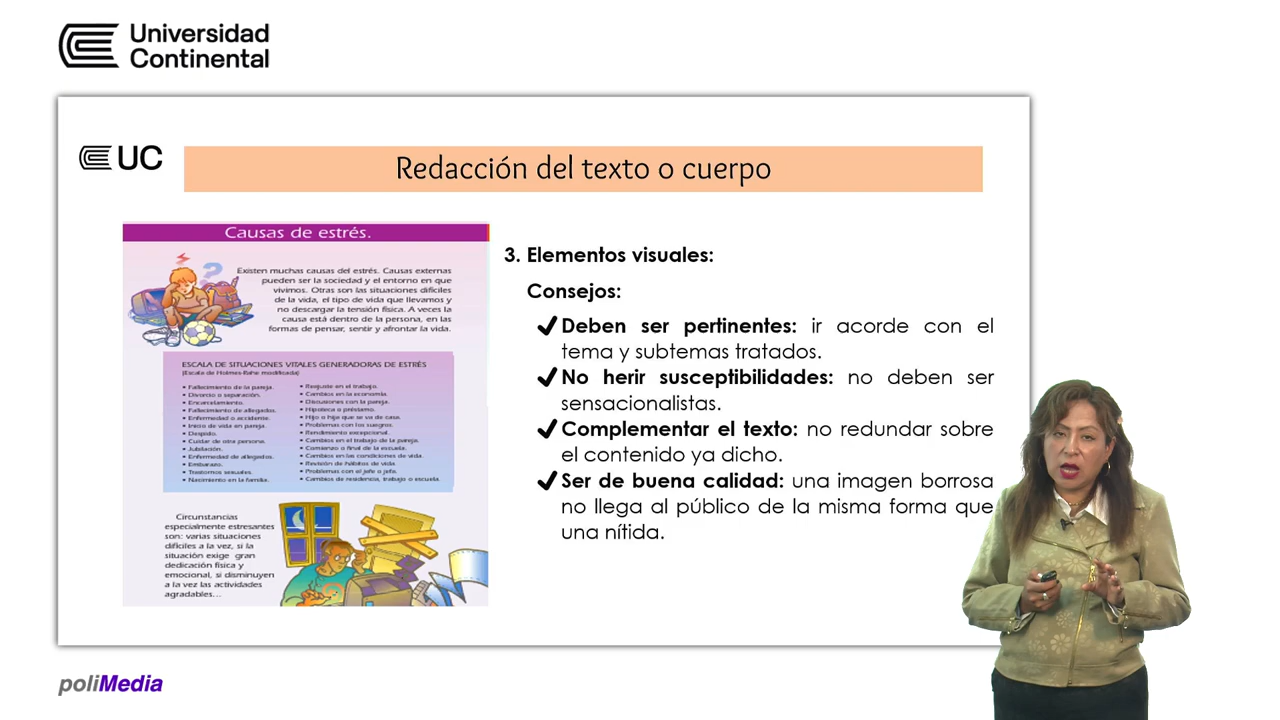 Universidad
Continental
UC
Redacción del texto o cuerpo
Causas de estrés.
Existen muchas causas del estrés. Causas externas
pueden ser la sociedad y el entorno en que
vivimos. Otras son las situaciones difíciles
de la vida, el tipo de vida que llevamos y
no descargar la tensión física. A veces la
causa está dentro de la persona, en las
formas de pensar, sentir y afrontar la vida.
ESCALA DE SITUACIONES VITALES GENERADORAS DE ESTRÉS
(Escala de Holmes-Rahe modificada)
• Fallecimiento de la pareja.
• Divorcio o separación.
• Encarcelamiento.
• Fallecimiento de allegados.
• Enfermedad o accidente.
• Inicio de vida en pareja.
• Despido.
• Cuidar de otra persona.
• Jubilación.
• Enfermedad de allegados.
• Embarazo.
• Trastornos sexuales.
• Nacimiento en la familia.
• Reajuste en el trabajo.
• Cambios en la economía.
• Discusiones con la pareja.
• Hipoteca o préstamo.
• Hijo o hija que se va de casa.
• Problemas con los suegros.
• Rendimiento excepcional.
• Cambios en el trabajo de la pareja.
• Comienzo o final de la escuela.
• Cambios en las condiciones de vida.
• Revisión de hábitos de vida.
• Problemas con el jefe o jefa.
• Cambios de residencia, trabajo o escuela.
Circunstancias
especialmente estresantes
son: varias situaciones
difíciles a la vez, si la
situación exige gran
dedicación física y
emocional, si disminuyen
a la vez las actividades
agradables...
3. Elementos visuales:
Consejos:
✔Deben ser pertinentes: ir acorde con el
tema y subtemas tratados.
✔No herir susceptibilidades: no deben ser
sensacionalistas.
✔Complementar el texto: no redundar sobre
el contenido ya dicho.
✔Ser de buena calidad: una imagen borrosa
no llega al público de la misma forma que
una nítida.
poliMedia